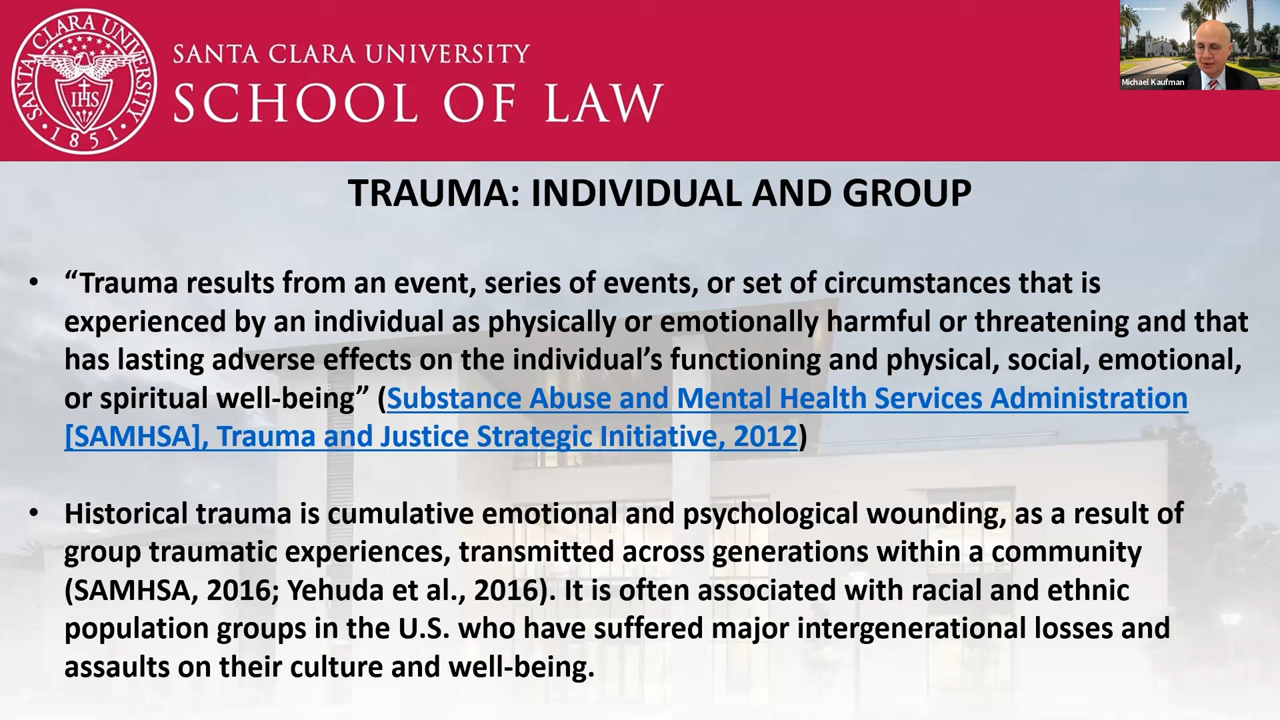 SANTA CLARA UNIVERSITY
SCHOOL OF LAW
SANTA CLARA UNIVERSITY
IHS
1851
Michael Kaufman
TRAUMA: INDIVIDUAL AND GROUP
• “Trauma results from an event, series of events, or set of circumstances that is
experienced by an individual as physically or emotionally harmful or threatening and that
has lasting adverse effects on the individual’s functioning and physical, social, emotional,
or spiritual well-being” (Substance Abuse and Mental Health Services Administration
[SAMHSA], Trauma and Justice Strategic Initiative, 2012)
• Historical trauma is cumulative emotional and psychological wounding, as a result of
group traumatic experiences, transmitted across generations within a community
(SAMHSA, 2016; Yehuda et al., 2016). It is often associated with racial and ethnic
population groups in the U.S. who have suffered major intergenerational losses and
assaults on their culture and well-being.